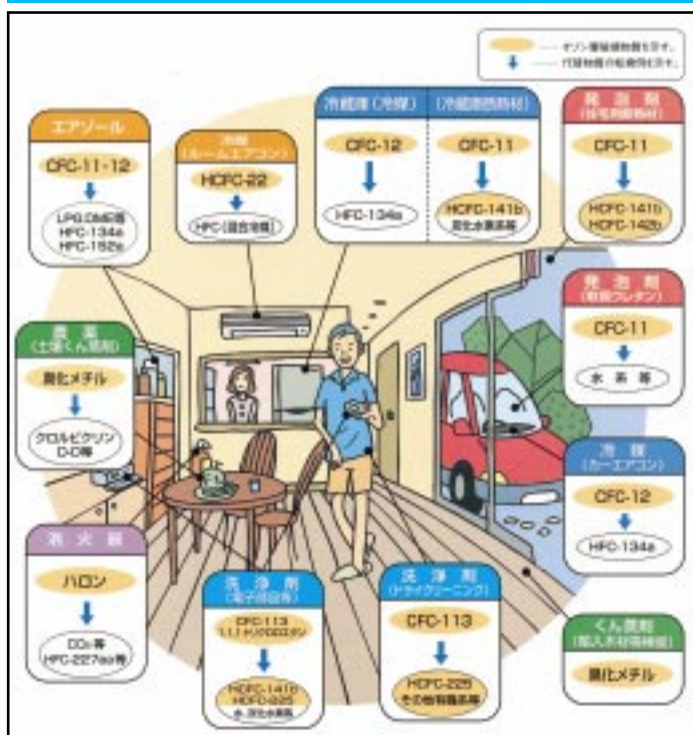 オゾン層破壊物質を示す。
代替物質の転換例を示す。
エアゾール
CFC-11・12
LPG.DME等
HFC-134a
HFC-152a
冷媒
(ルームエアコン)
HCFC-22
HFC(混合冷媒)
冷蔵庫(冷媒)
CFC-12
HFC-134a
(冷蔵庫断熱材)
CFC-11
HCFC-141b
炭化水素系等
発泡剤
(住宅用断熱材)
CFC-11
HCFC-141b
HCFC-142b
農薬
(土壌くん蒸剤)
臭化メチル
クロルピクリン
D-D等
発泡剤
(軟質ウレタン)
CFC-11
水系等
冷媒
(カーエアコン)
CFC-12
HFC-134a
消火器
ハロン
CO₂等
HFC-227ea等
洗浄剤
(電子部品等)
CFC-113
1.1.1トリクロロエタン
HCFC-141b
HCFC-225
水、炭化水素等
洗浄剤
(ドライクリーニング)
CFC-113
HCFC-225
その他有機系等
くん蒸剤
(輸入木材等検疫)
臭化メチル